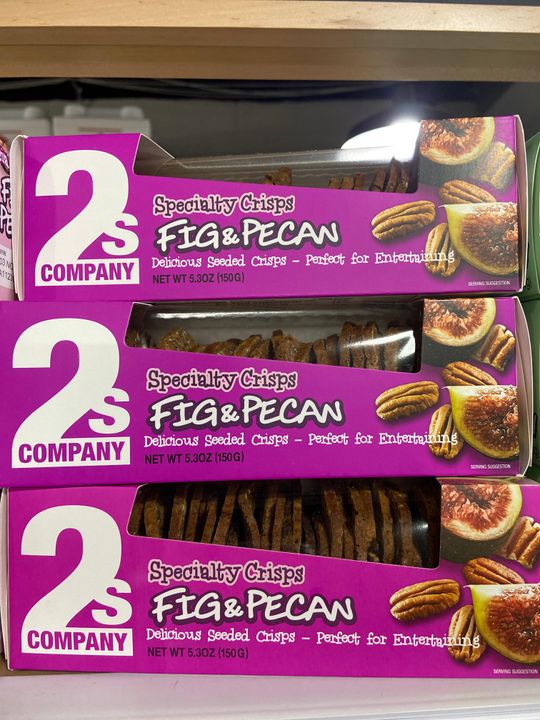 2s
COMPANY
Specialty Crisps
FIG&PECAN
Delicious Seeded Crisps – Perfect for Entertaining
NET WT 5.3OZ (150G)
SERVING SUGGESTION
2s
COMPANY
Specialty Crisps
FIG&PECAN
Delicious Seeded Crisps – Perfect for Entertaining
NET WT 5.3OZ (150G)
SERVING SUGGESTION
2s
COMPANY
Specialty Crisps
FIG&PECAN
Delicious Seeded Crisps – Perfect for Entertaining
NET WT 5.3OZ (150G)
SERVING SUGGESTION